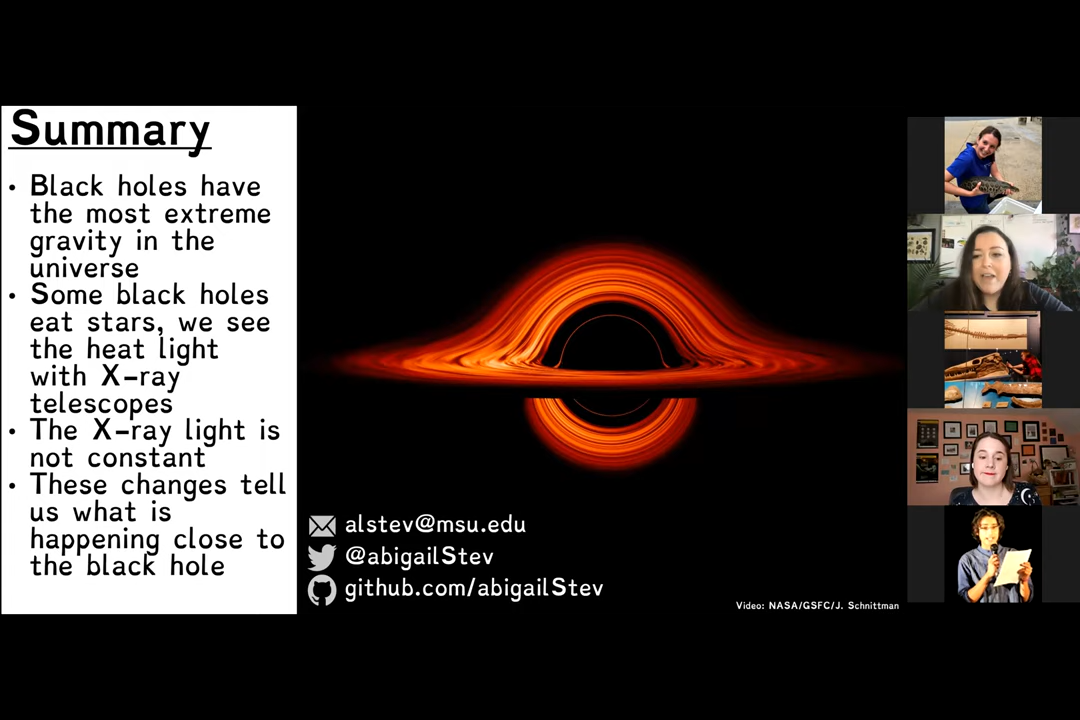 Summary
• Black holes have
the most extreme
gravity in the
universe
• Some black holes
eat stars, we see
the heat light
with X-ray
telescopes
• The X-ray light is
not constant
• These changes tell
us what is
happening close to
the black hole
alstev@msu.edu
@abigailStev
github.com/abigailStev
Video: NASA/GSFC/J. Schnittman